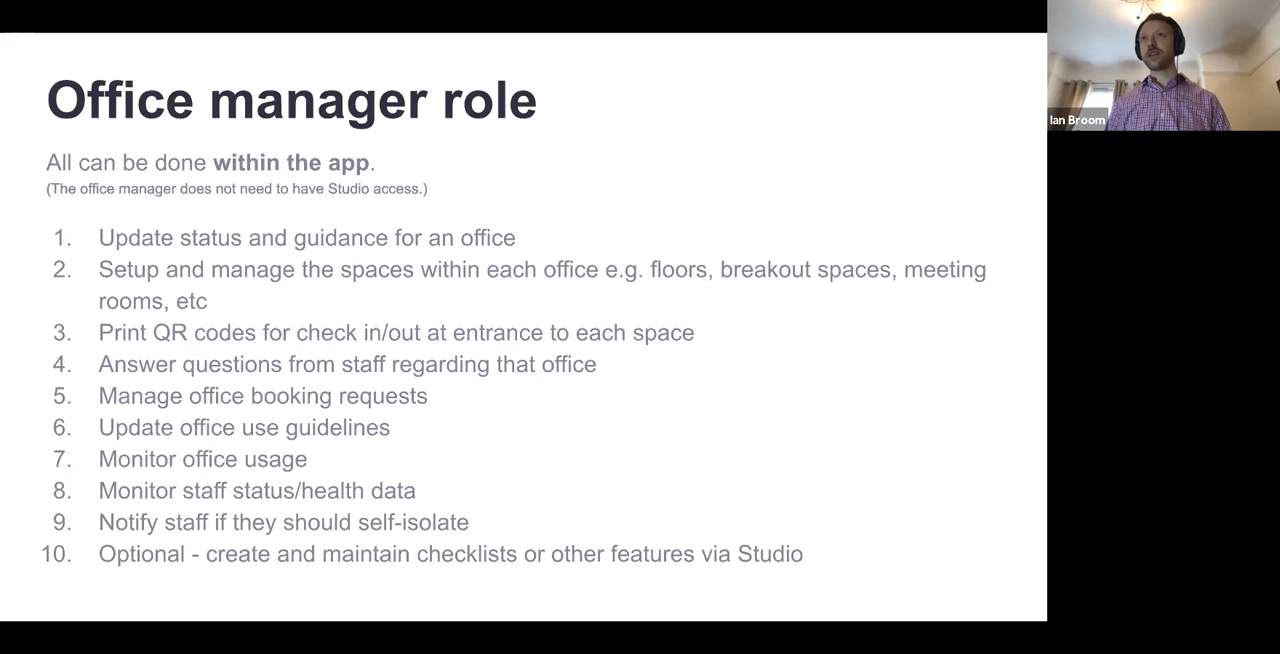 Office manager role
All can be done within the app.
(The office manager does not need to have Studio access.)
1. Update status and guidance for an office
2. Setup and manage the spaces within each office e.g. floors, breakout spaces, meeting
rooms, etc
3. Print QR codes for check in/out at entrance to each space
4. Answer questions from staff regarding that office
5. Manage office booking requests
6. Update office use guidelines
7. Monitor office usage
8. Monitor staff status/health data
9. Notify staff if they should self-isolate
10. Optional - create and maintain checklists or other features via Studio
Ian Broom